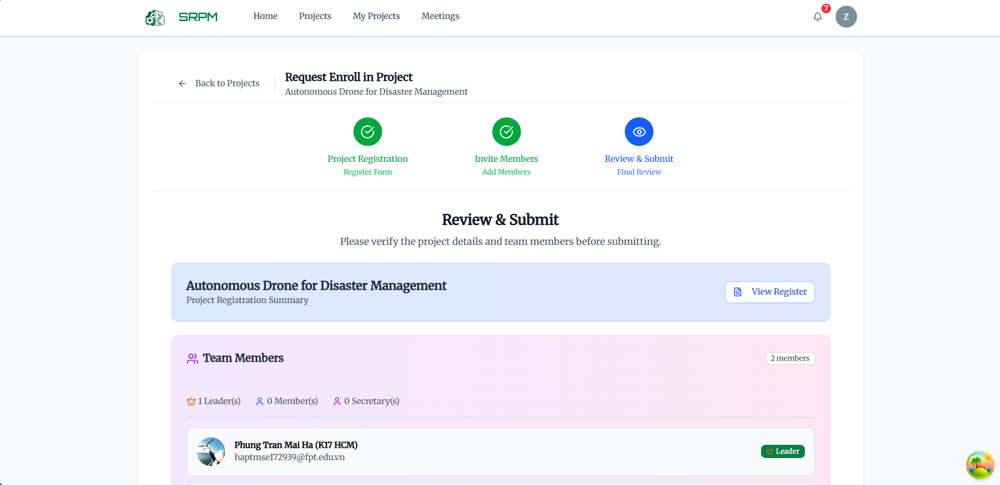 SRPM
Home
Projects
My Projects
Meetings
7
Z
Back to Projects
Request Enroll in Project
Autonomous Drone for Disaster Management
Project Registration
Register Form
Invite Members
Add Members
Review & Submit
Final Review
Review & Submit
Please verify the project details and team members before submitting.
Autonomous Drone for Disaster Management
Project Registration Summary
View Register
Team Members
2 members
1 Leader(s)
0 Member(s)
0 Secretary(s)
Phung Tran Mai Ha (K17 HCM)
haptmse172939@fpt.edu.vn
Leader